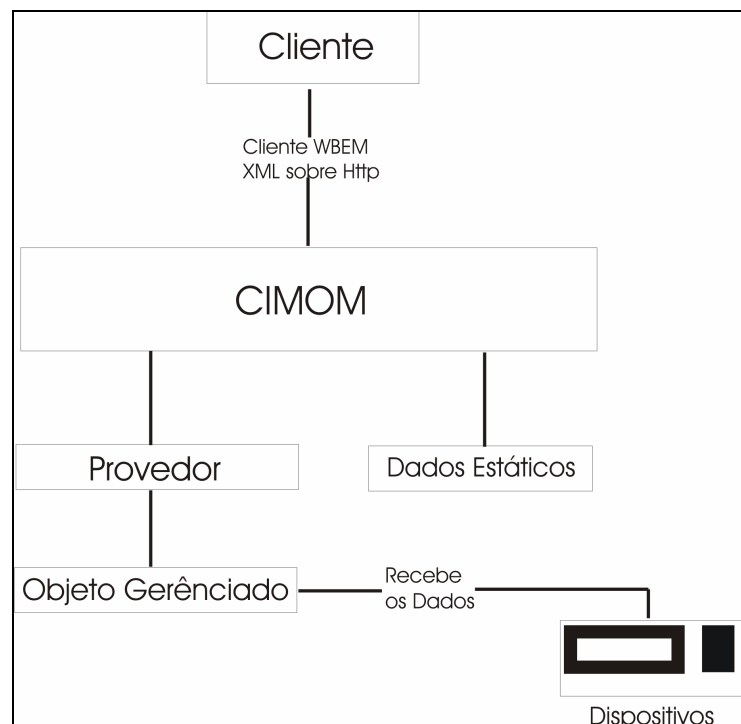 Cliente
Cliente WBEM
XML sobre Http
CIMOM
Provedor
Dados Estáticos
Objeto Gerênciado
Recebe
os Dados
Dispositivos